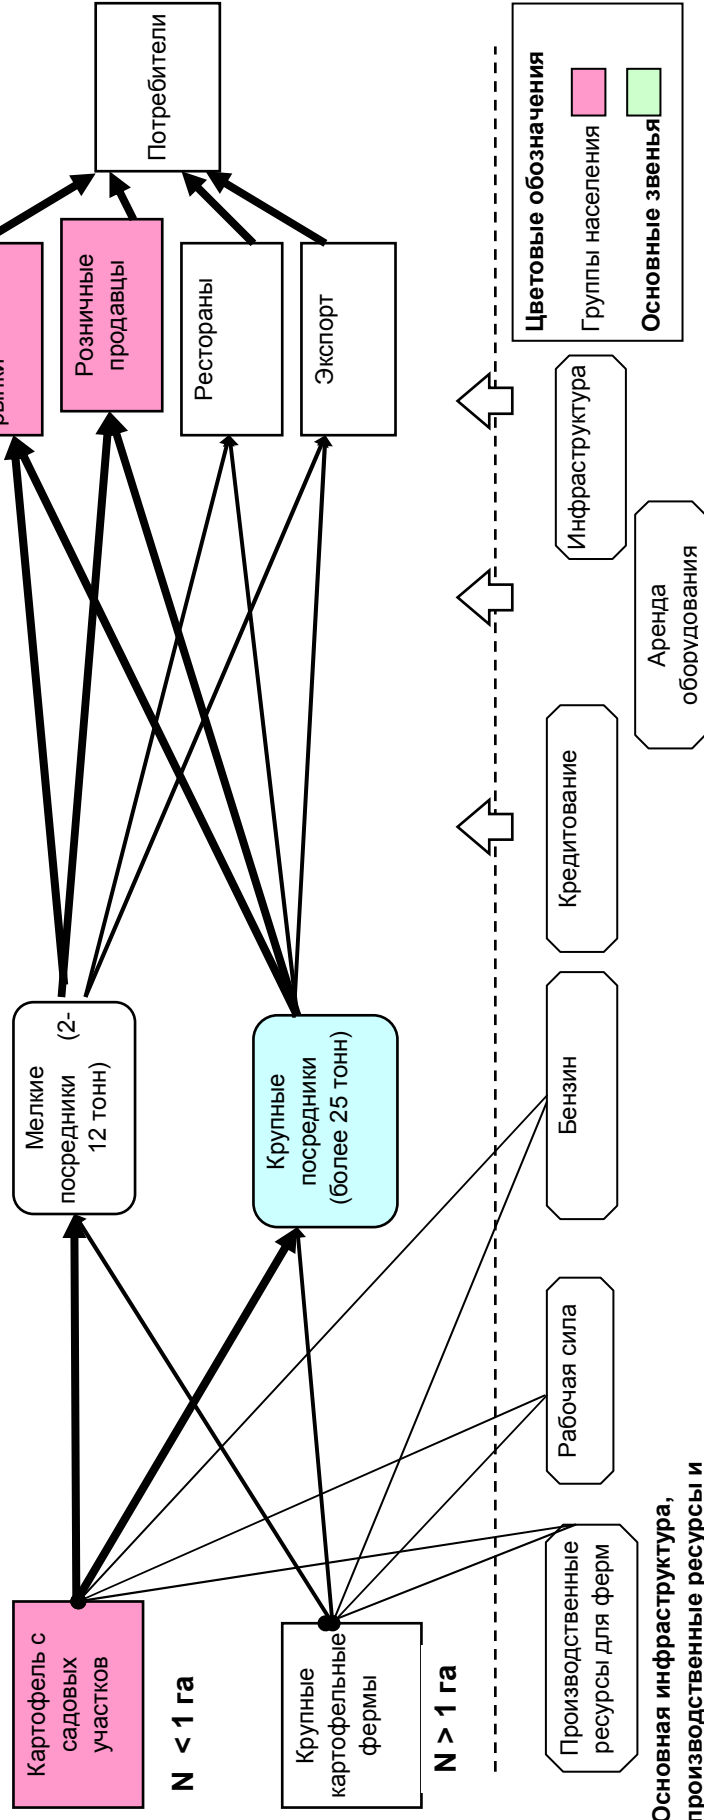 Потребители
рынки
Розничные
продавцы
Рестораны
Экспорт
Мелкие
посредники (2-
12 тонн)
Крупные
посредники
(более 25 тонн)
Картофель с
садовых
участков
N < 1 га
Крупные
картофельные
фермы
N > 1 га
Цветовые обозначения
Группы населения
Основные звенья
Инфраструктура
Аренда
оборудования
Кредитование
Бензин
Рабочая сила
Производственные
ресурсы для ферм
Основная инфраструктура,
производственные ресурсы и